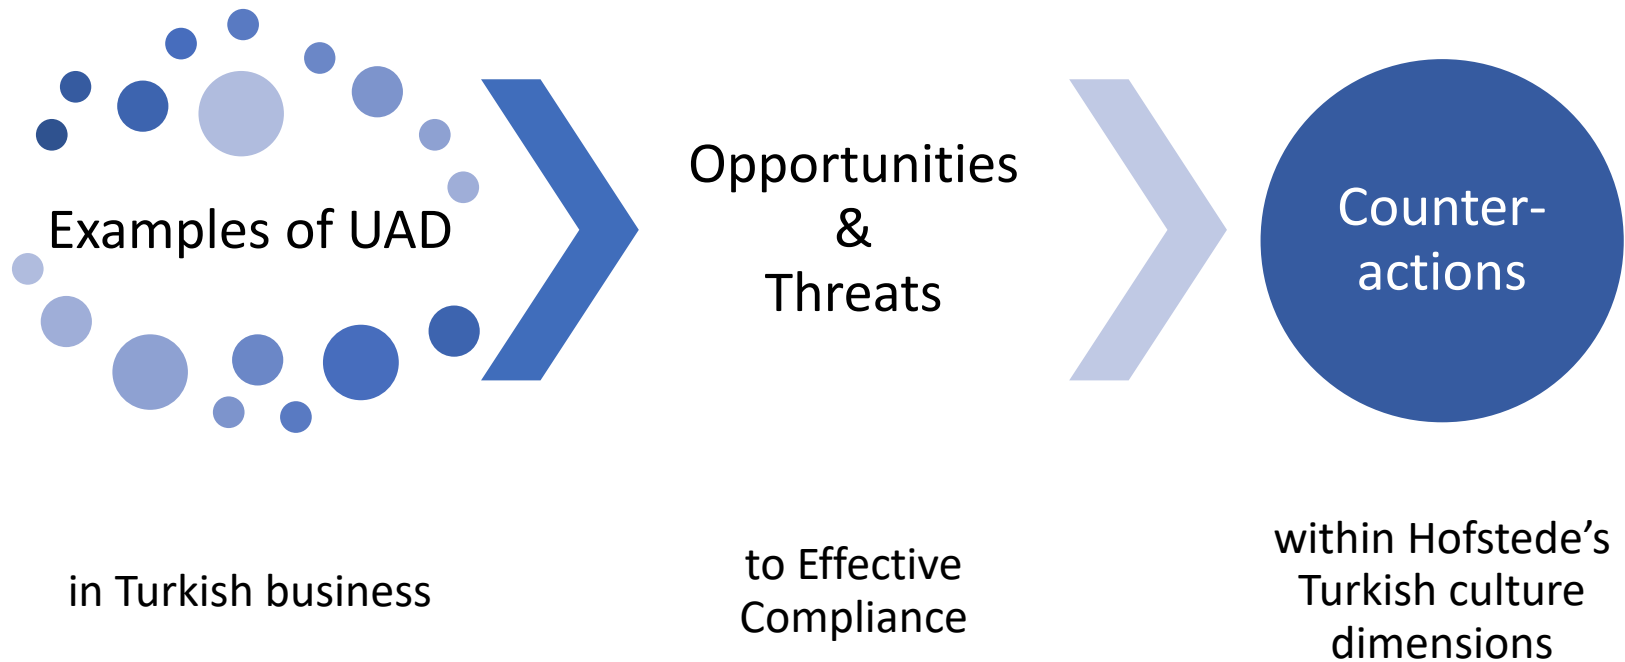 Examples of UAD
Opportunities
&
Threats
Counter-
actions
in Turkish business
to Effective
Compliance
within Hofstede’s
Turkish culture
dimensions